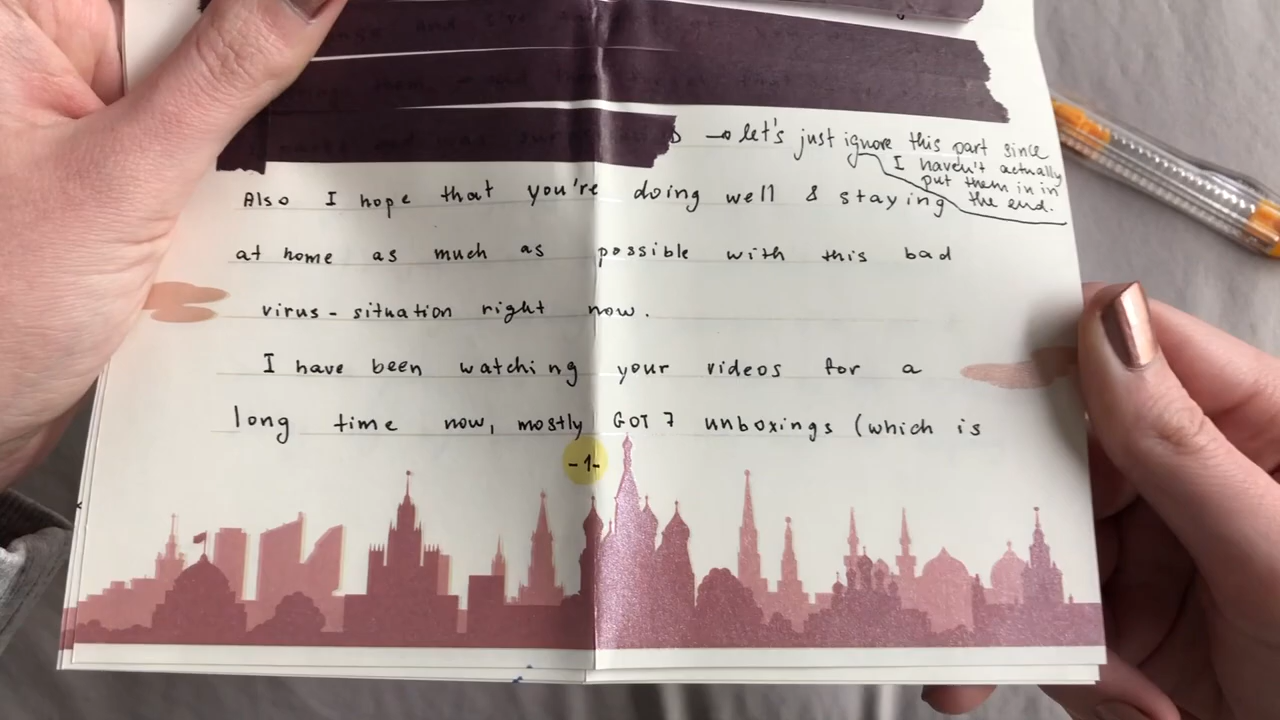 → let's just ignore this part since
I haven't actually
put them in in
the end.
Also I hope that you're doing well & staying
at home as much as possible with this bad
virus-situation right now.
I have been watching your videos for a
long time now, mostly GOT7 unboxings (which is
-1-